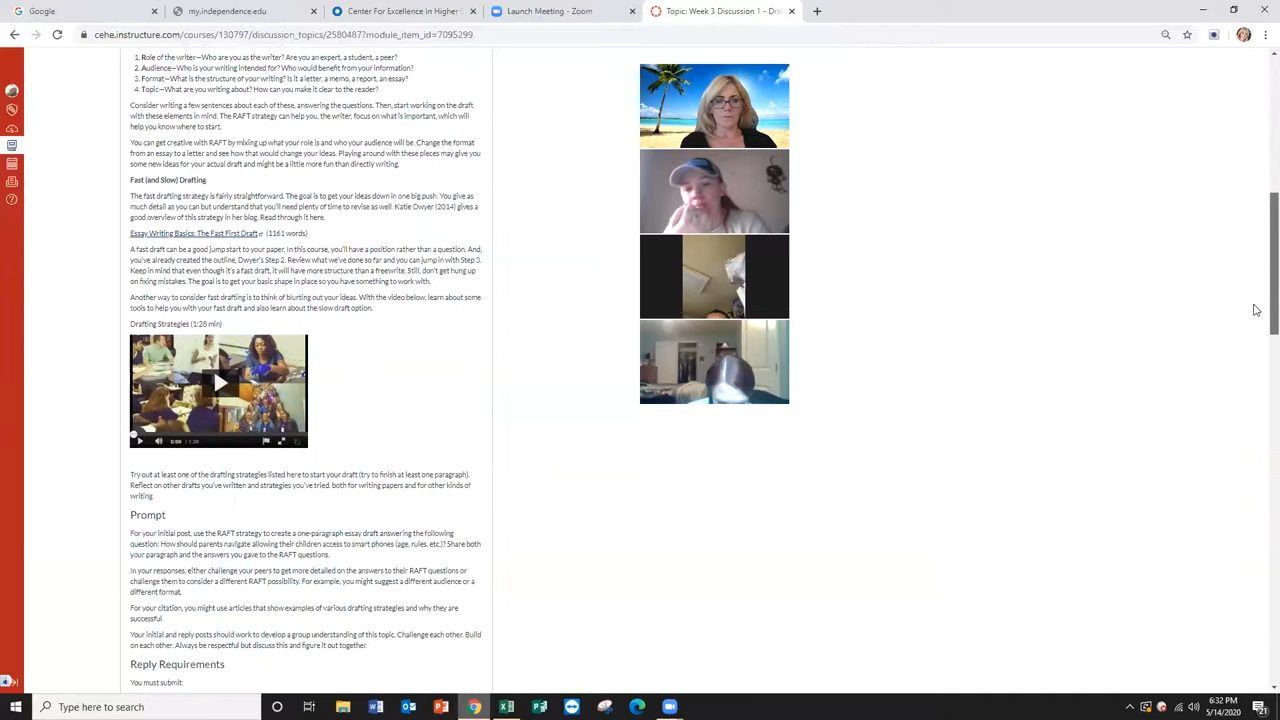 Google
my.independence.edu
Center For Excellence In Higher
Launch Meeting - Zoom
Topic: Week 3 Discussion 1 - Dra
cehe.instructure.com/courses/130797/discussion_topics/2580487?module_item_id=7095299
1. Role of the writer—Who are you as the writer? Are you an expert, a student, a peer?
2. Audience—Who is your writing intended for? Who would benefit from your information?
3. Format—What is the structure of your writing? Is it a letter, a memo, a report, an essay?
4. Topic—What are you writing about? How can you make it clear to the reader?
Consider writing a few sentences about each of these, answering the questions. Then, start working on the draft
with these elements in mind. The RAFT strategy can help you, the writer, focus on what is important, which will
help you know where to start.
You can get creative with RAFT by mixing up what your role is and who your audience will be. Change the format
from an essay to a letter and see how that would change your ideas. Playing around with these pieces may give you
some new ideas for your actual draft and might be a little more fun than directly writing.
Fast (and Slow) Drafting
The fast drafting strategy is fairly straightforward. The goal is to get your ideas down in one big push. You give as
much detail as you can but understand that you'll need plenty of time to revise as well. Katie Dwyer (2014) gives a
good overview of this strategy in her blog. Read through it here.
Essay Writing Basics: The Fast First Draft (1161 words)
A fast draft can be a good jump start to your paper. In this course, you'll have a position rather than a question. And,
you've already created the outline, Dwyer's Step 2. Review what we've done so far and you can jump in with Step 3.
Keep in mind that even though it's a fast draft, it will have more structure than a freewrite. Still, don't get hung up
on fixing mistakes. The goal is to get your basic shape in place so you have something to work with.
Another way to consider fast drafting is to think of blurting out your ideas. With the video below, learn about some
tools to help you with your fast draft and also learn about the slow draft option.
Drafting Strategies (1:28 min)
0:00 / 1:28
Try out at least one of the drafting strategies listed here to start your draft (try to finish at least one paragraph).
Reflect on other drafts you've written and strategies you've tried, both for writing papers and for other kinds of
writing.
Prompt
For your initial post, use the RAFT strategy to create a one-paragraph essay draft answering the following
question: How should parents navigate allowing their children access to smart phones (age, rules, etc.)? Share both
your paragraph and the answers you gave to the RAFT questions.
In your responses, either challenge your peers to get more detailed on the answers to their RAFT questions or
challenge them to consider a different RAFT possibility. For example, you might suggest a different audience or a
different format.
For your citation, you might use articles that show examples of various drafting strategies and why they are
successful.
Your initial and reply posts should work to develop a group understanding of this topic. Challenge each other. Build
on each other. Always be respectful but discuss this and figure it out together.
Reply Requirements
You must submit:
Type here to search
6:32 PM
5/14/2020
23